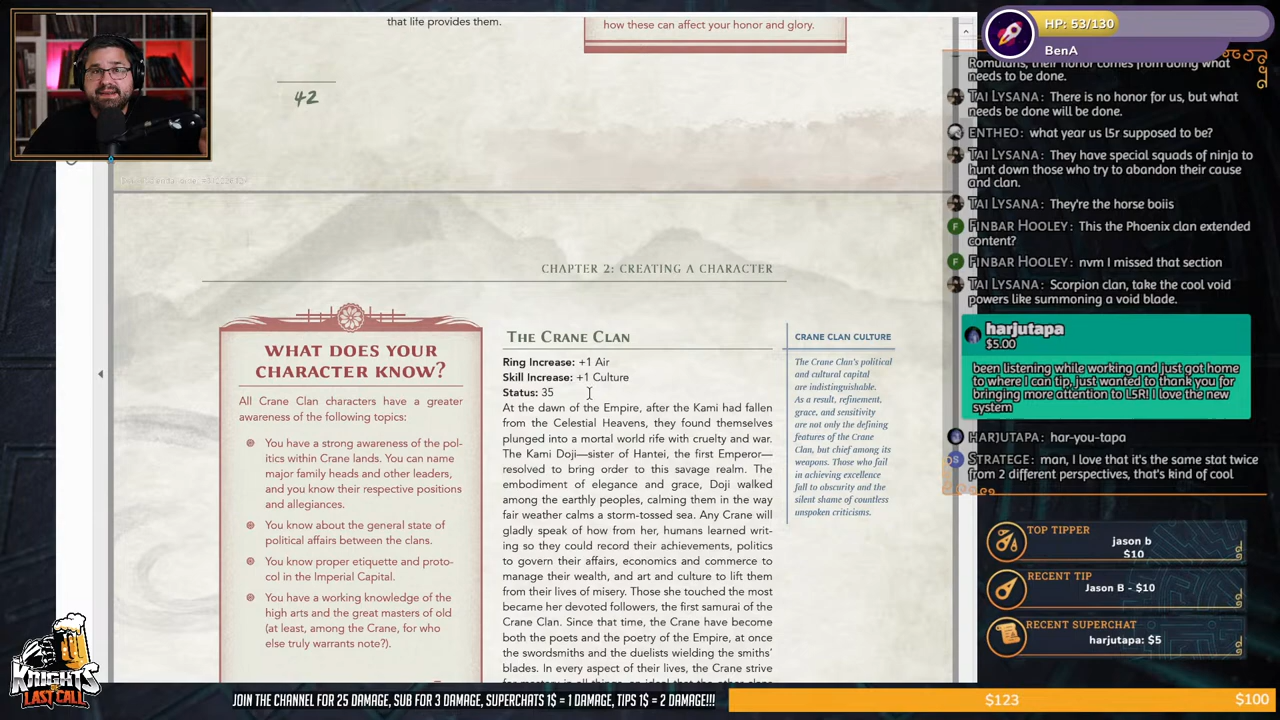 that life provides them.
how these can affect your honor and glory.
42
CHAPTER 2: CREATING A CHARACTER
WHAT DOES YOUR
CHARACTER KNOW?
All Crane Clan characters have a greater
awareness of the following topics:
You have a strong awareness of the pol-
itics within Crane lands. You can name
major family heads and other leaders,
and you know their respective positions
and allegiances.
You know about the general state of
political affairs between the clans.
You know proper etiquette and proto-
col in the Imperial Capital.
You have a working knowledge of the
high arts and the great masters of old
(at least, among the Crane, for who
else truly warrants note?).
THE CRANE CLAN
Ring Increase: +1 Air
Skill Increase: +1 Culture
Status: 35
At the dawn of the Empire, after the Kami had fallen
from the Celestial Heavens, they found themselves
plunged into a mortal world rife with cruelty and war.
The Kami Doji—sister of Hantei, the first Emperor—
resolved to bring order to this savage realm. The
embodiment of elegance and grace, Doji walked
among the earthly peoples, calming them in the way
fair weather calms a storm-tossed sea. Any Crane will
gladly speak of how from her, humans learned writ-
ing so they could record their achievements, politics
to govern their affairs, economics and commerce to
manage their wealth, and art and culture to lift them
from their lives of misery. Those she touched the most
became her devoted followers, the first samurai of the
Crane Clan. Since that time, the Crane have become
both the poets and the poetry of the Empire, at once
the swordsmiths and the duelists wielding the smiths'
blades. In every aspect of their lives, the Crane strive
CRANE CLAN CULTURE
The Crane Clan's political
and cultural capital
are indistinguishable.
As a result, refinement,
grace, and sensitivity
are not only the defining
features of the Crane
Clan, but chief among its
weapons. Those who fail
in achieving excellence
fall to obscurity and the
silent shame of countless
unspoken criticisms.
HP: 53/130
BenA
Romulans, their honor comes from doing what
needs to be done.
TAI LYSANA: There is no honor for us, but what
needs be done will be done.
ENTHEO: what year us l5r supposed to be?
TAI LYSANA: They have special squads of ninja to
hunt down those who try to abandon their cause
and clan.
TAI LYSANA: They're the horse boiis
F FINBAR HOOLEY: This the Phoenix clan extended
content?
F FINBAR HOOLEY: nvm I missed that section
TAI LYSANA: Scorpion clan, take the cool void
powers like summoning a void blade.
harjutapa
$5.00
been listening while working and just got home
to where I can tip, just wanted to thank you for
bringing more attention to L5R! I love the new
system
HARJUTAPA: har-you-tapa
STRATEGE: man, I love that it's the same stat twice
from 2 different perspectives, that's kind of cool
TOP TIPPER
jason b
$10
RECENT TIP
Jason B - $10
RECENT SUPERCHAT
harjutapa: $5
KNIGHTS
OF
LAST CALL
JOIN THE CHANNEL FOR 25 DAMAGE, SUB FOR 3 DAMAGE, SUPERCHATS 1$ = 1 DAMAGE, TIPS 1$ = 2 DAMAGE!!!
$123
$100